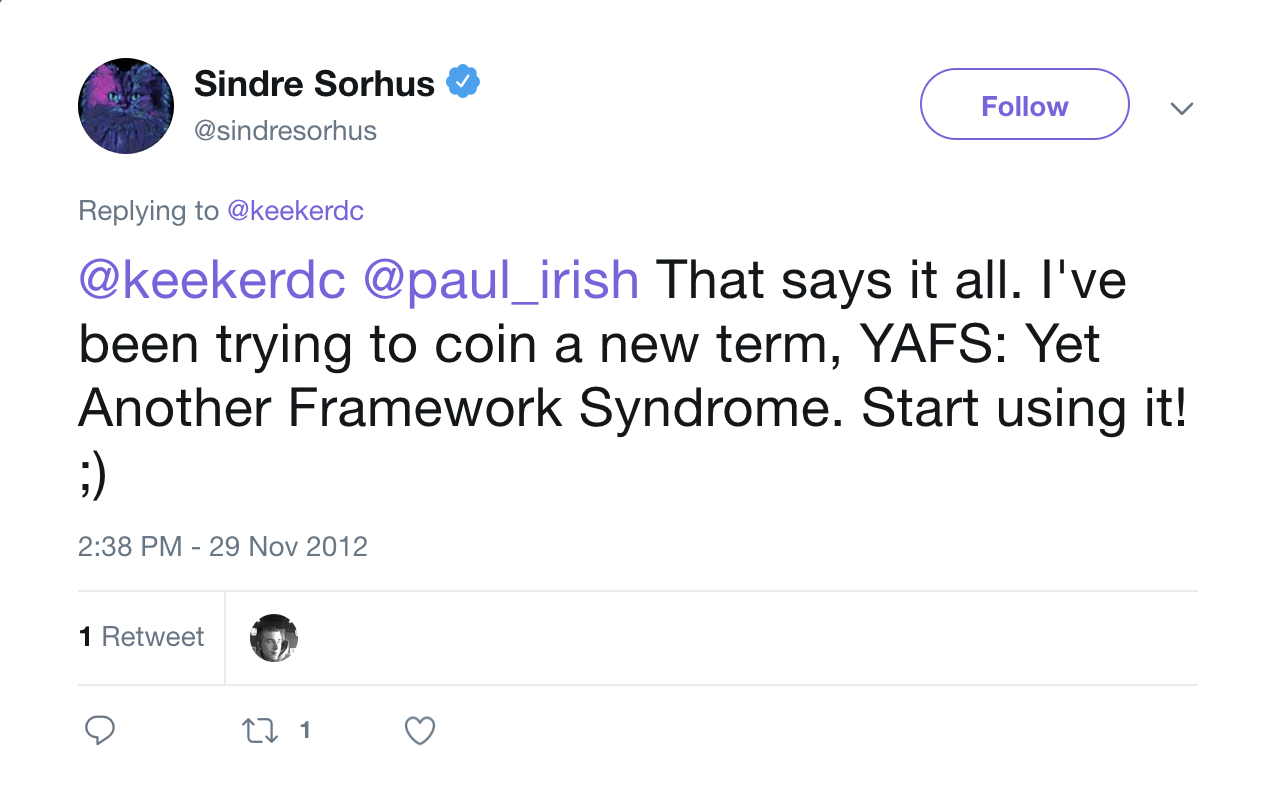 Sindre Sorhus
@sindresorhus
Follow
Replying to @keekerdc
@keekerdc @paul_irish That says it all. I've
been trying to coin a new term, YAFS: Yet
Another Framework Syndrome. Start using it!
;)
2:38 PM - 29 Nov 2012
1 Retweet
1